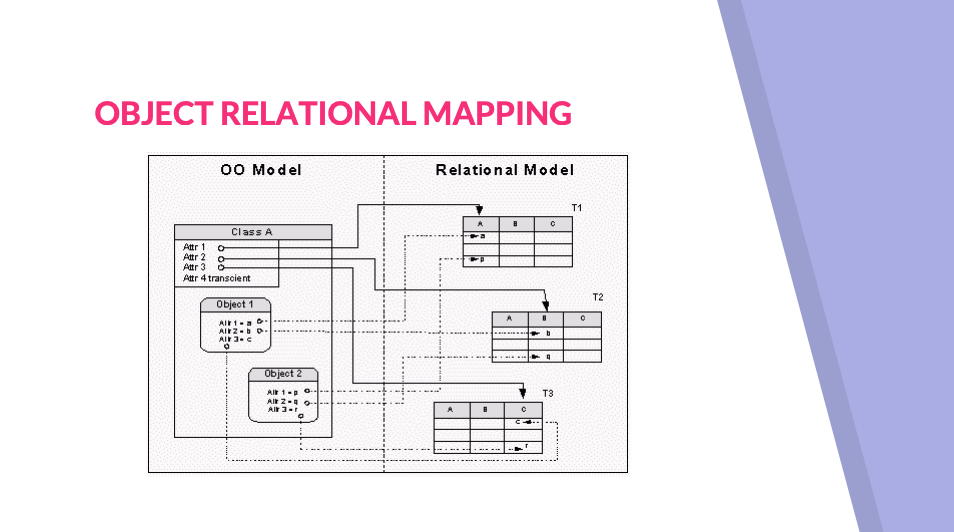 OBJECT RELATIONAL MAPPING
OO Model
Relational Model
T1
Class A
A B C
Attr 1
a
Attr 2
Attr 3
p
Attr 4 transcient
T2
Object 1
A B C
Attr 1 = a
Attr 2 = b
b
Attr 3 = c
q
Object 2
T3
Attr 1 = p
A B C
Attr 2 = q
Attr 3 = r
c
r